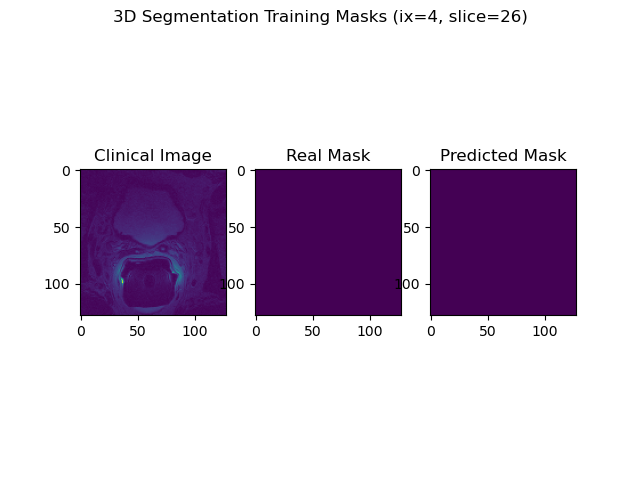 3D Segmentation Training Masks (ix=4, slice=26)
Clinical Image Real Mask Predicted Mask
0 0 0
50 50 50
100 100 100
0 50 100 0 50 100 0 50 100